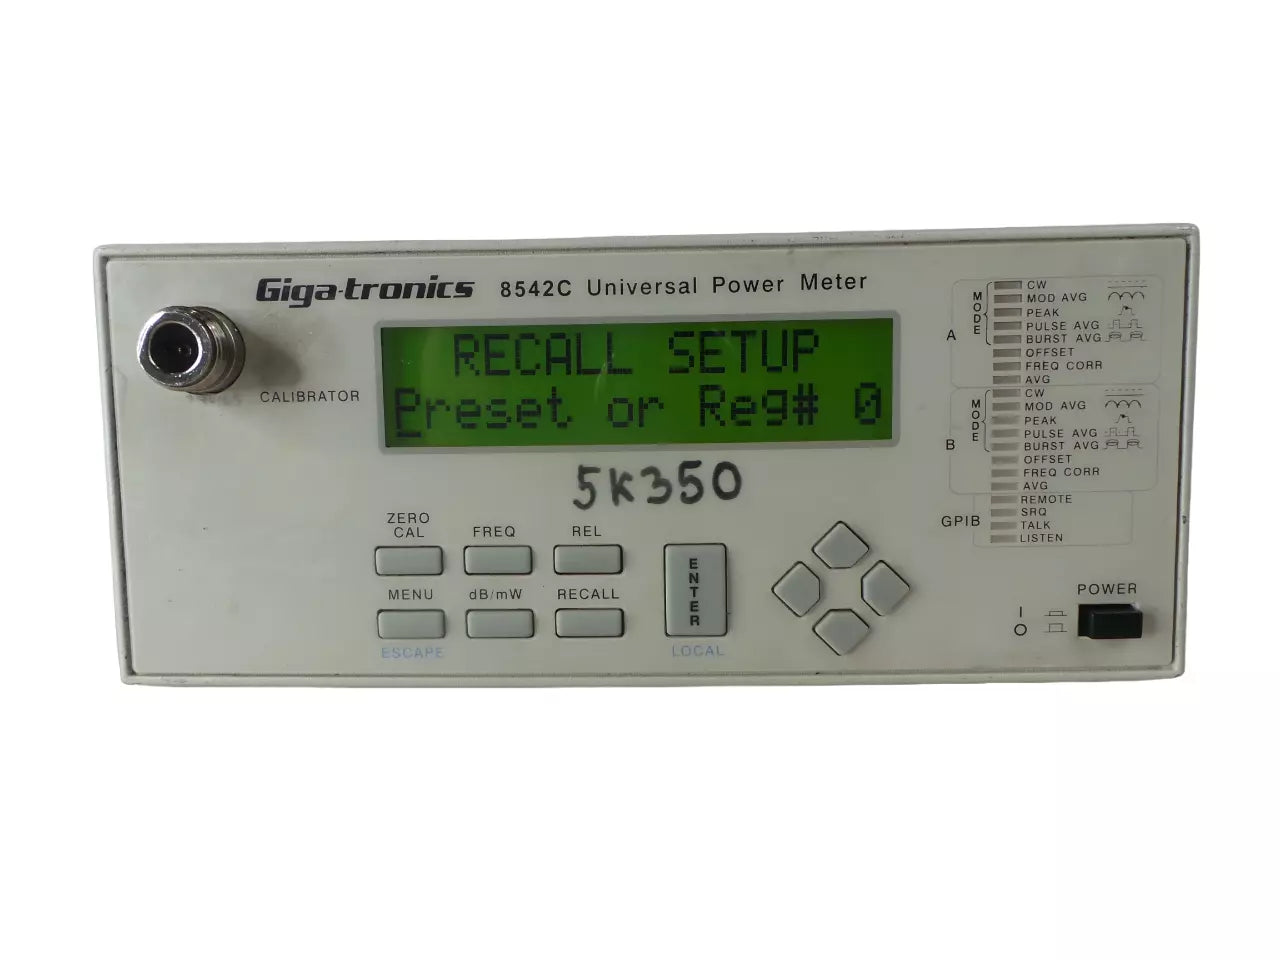 Giga-tronics 8542C Universal Power Meter
RECALL SETUP
Preset or Reg# 0
CALIBRATOR
5K350
ZERO
CAL
FREQ
REL
MENU
dB/mW
RECALL
ESCAPE
ENTER
LOCAL
A
MODE
CW
MOD AVG
PEAK
PULSE AVG
BURST AVG
OFFSET
FREQ CORR
AVG
B
MODE
CW
MOD AVG
PEAK
PULSE AVG
BURST AVG
OFFSET
FREQ CORR
AVG
GPIB
REMOTE
SRQ
TALK
LISTEN
POWER
I
O